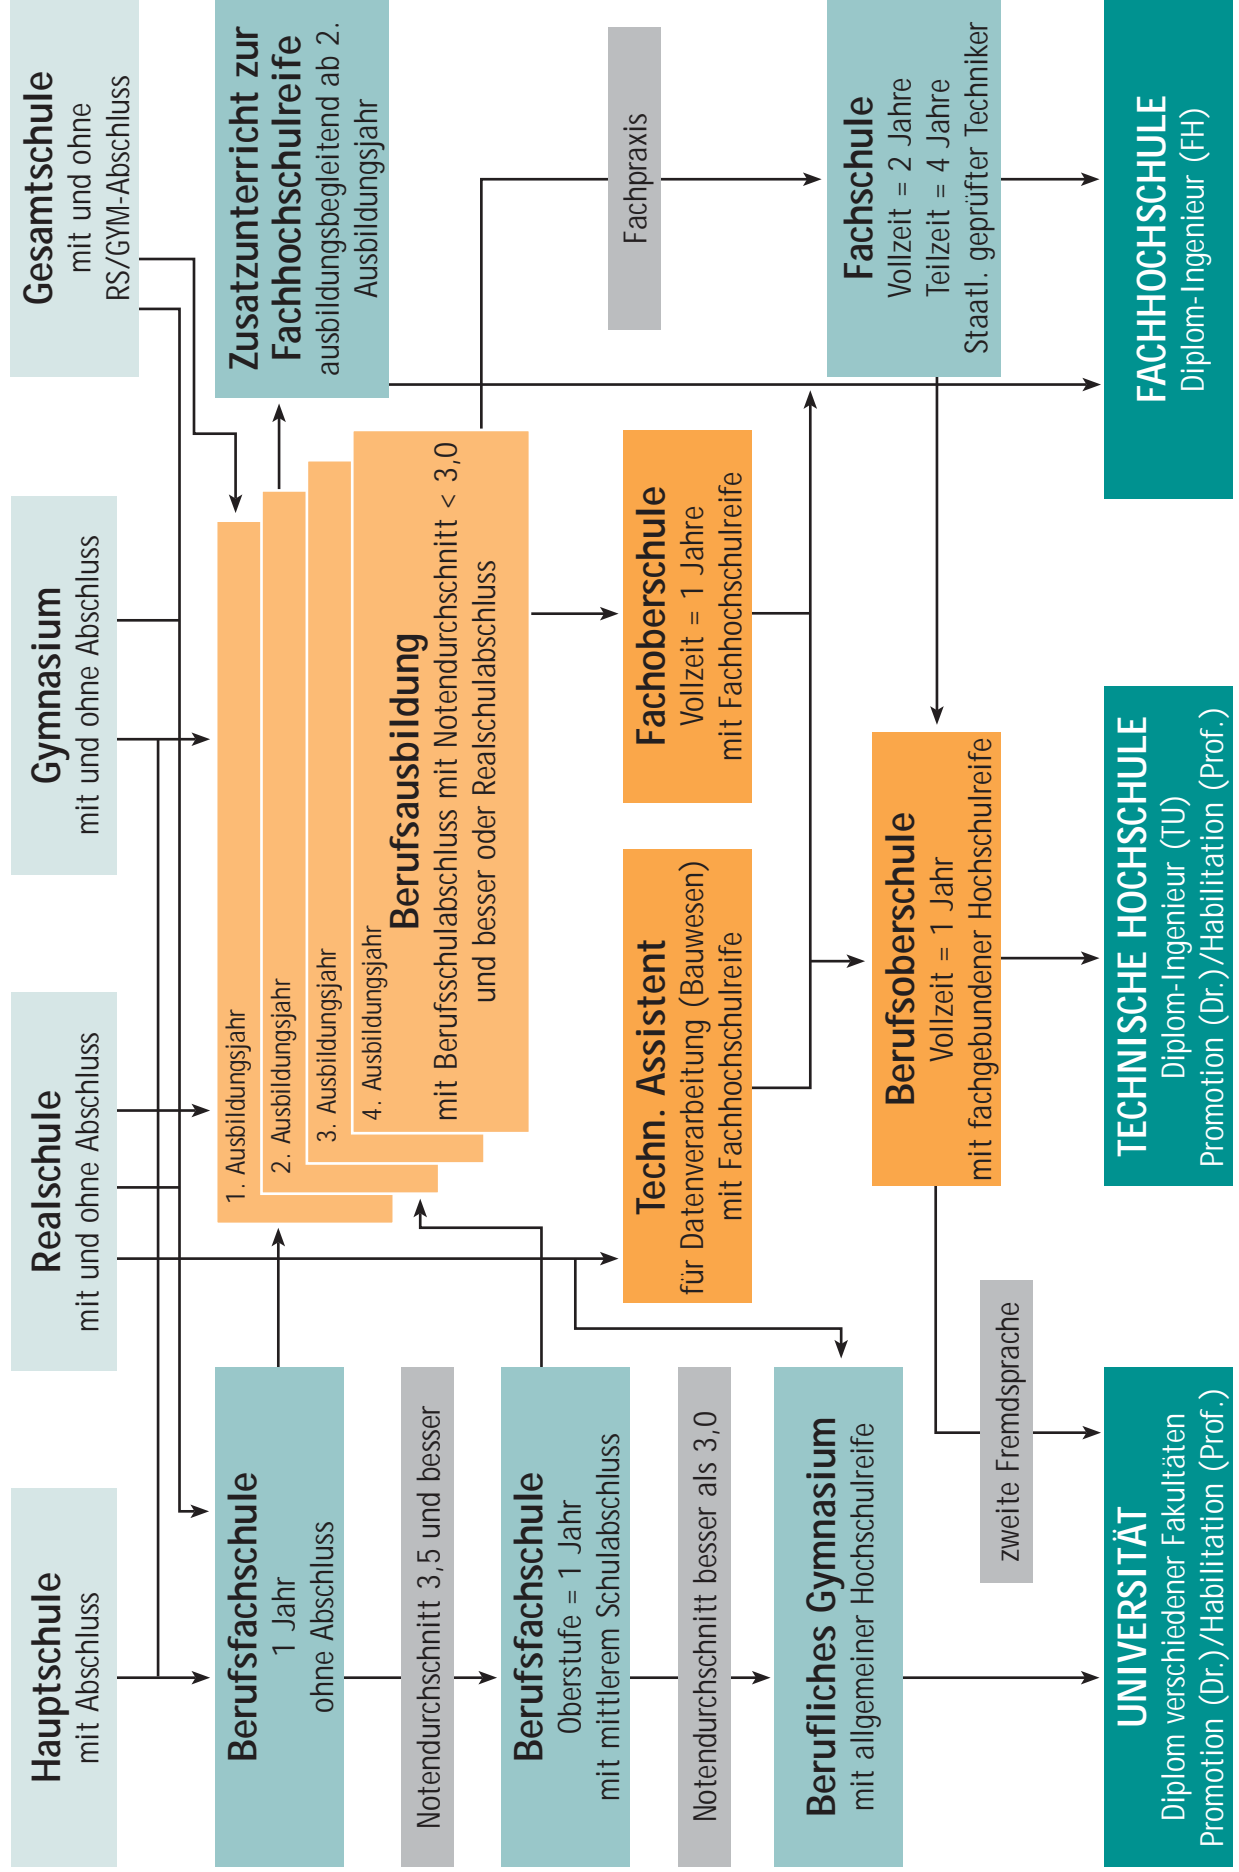 Hauptschule
mit Abschluss
Realschule
mit und ohne Abschluss
Gymnasium
mit und ohne Abschluss
Gesamtschule
mit und ohne
RS/GYM-Abschluss
Berufsfachschule
1 Jahr
ohne Abschluss
1. Ausbildungsjahr
2. Ausbildungsjahr
3. Ausbildungsjahr
4. Ausbildungsjahr
Berufsausbildung
mit Berufsschulabschluss mit Notendurchschnitt < 3,0
und besser oder Realschulabschluss
Zusatzunterricht zur
Fachhochschulreife
ausbildungsbegleitend ab 2.
Ausbildungsjahr
Notendurchschnitt 3,5 und besser
Berufsfachschule
Oberstufe = 1 Jahr
mit mittlerem Schulabschluss
Notendurchschnitt besser als 3,0
Techn. Assistent
für Datenverarbeitung (Bauwesen)
mit Fachhochschulreife
Fachoberschule
Vollzeit = 1 Jahre
mit Fachhochschulreife
Fachpraxis
Berufliches Gymnasium
mit allgemeiner Hochschulreife
Berufsoberschule
Vollzeit = 1 Jahr
mit fachgebundener Hochschulreife
Fachschule
Vollzeit = 2 Jahre
Teilzeit = 4 Jahre
Staatl. geprüfter Techniker
zweite Fremdsprache
UNIVERSITÄT
Diplom verschiedener Fakultäten
Promotion (Dr.)/Habilitation (Prof.)
TECHNISCHE HOCHSCHULE
Diplom-Ingenieur (TU)
Promotion (Dr.)/Habilitation (Prof.)
FACHHOCHSCHULE
Diplom-Ingenieur (FH)